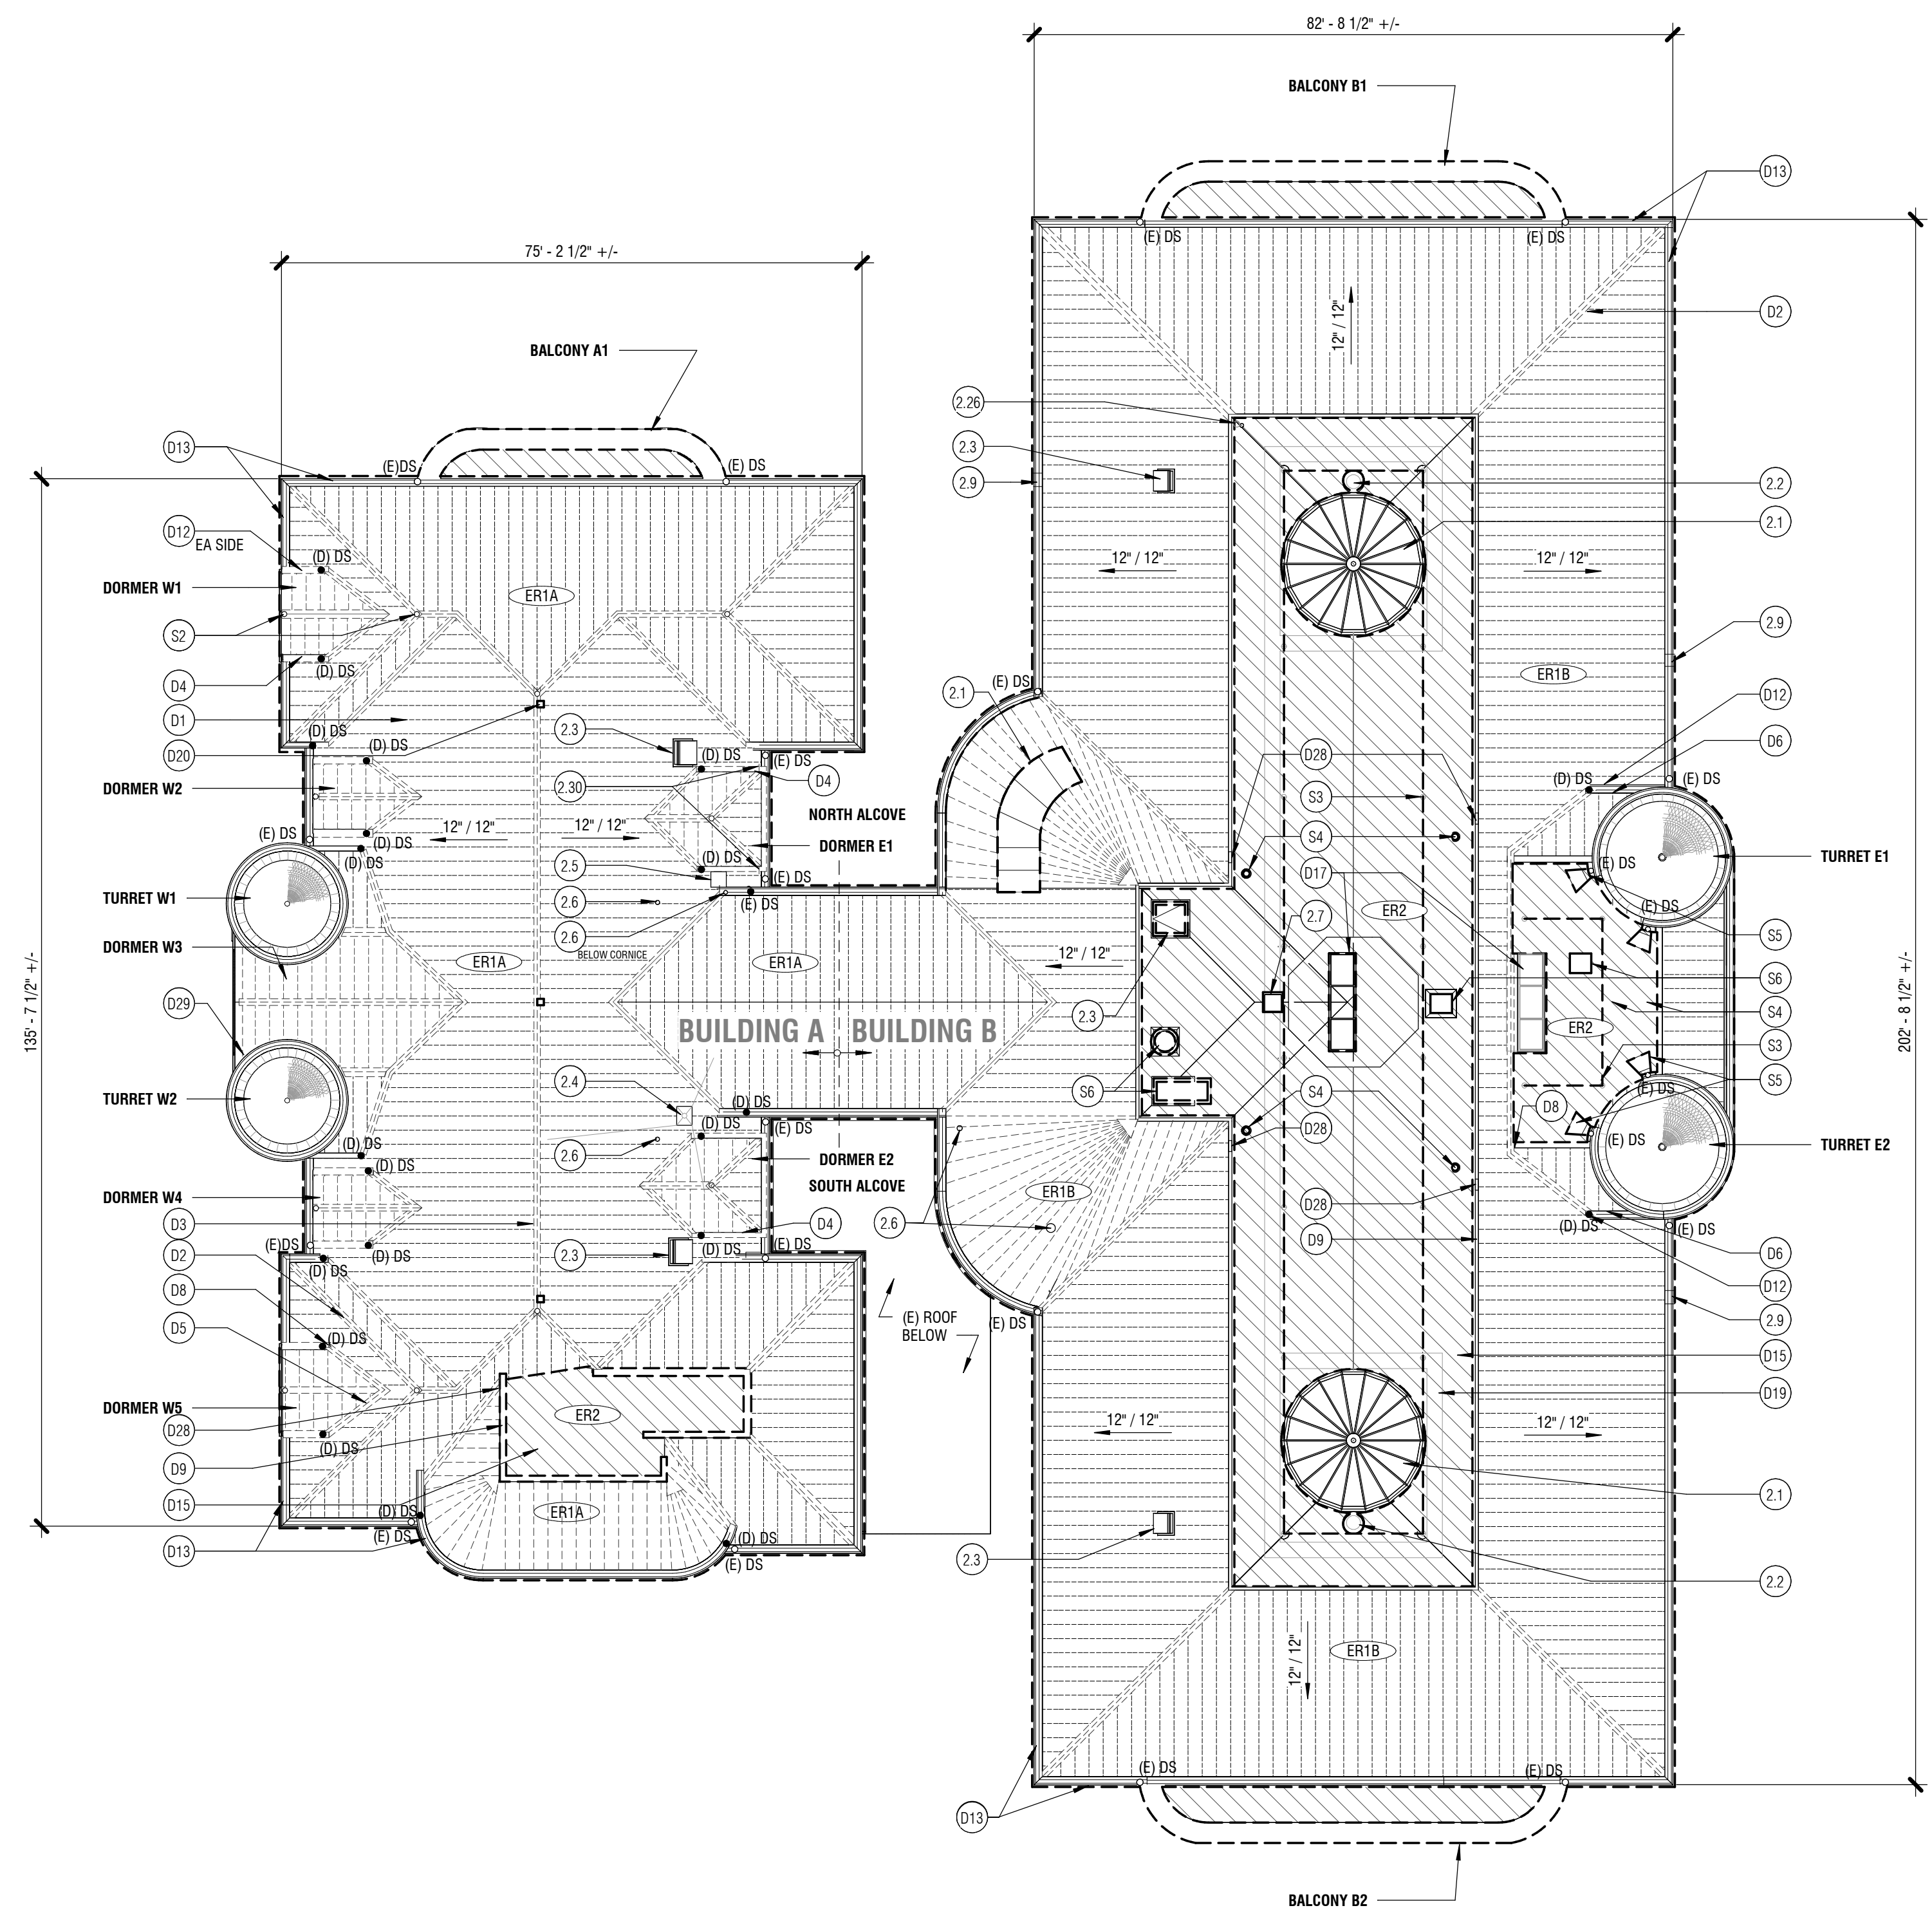 82' - 8 1/2" +/-
BALCONY B1
D13
(E) DS
(E) DS
75' - 2 1/2" +/-
D2
12" / 12"
BALCONY A1
2.26
D13
(E)DS
(E) DS
2.3
2.9
2.2
2.1
D12
EA SIDE
(D) DS
12" / 12"
12" / 12"
DORMER W1
ER1A
2.9
S2
(D) DS
ER1B
D4
2.1
(E) DS
D12
D1
(D) DS
2.3
D6
D20
(D) DS
(D) DS
(E) DS
D28
(D) DS
(E) DS
DORMER W2
2.30
D4
S3
NORTH ALCOVE
(E) DS
12" / 12"
12" / 12"
DORMER E1
S4
TURRET E1
(D) DS
2.5
(D) DS
(E) DS
D17
(E) DS
TURRET W1
2.6
(E) DS
2.7
ER2
(E) DS
2.6
S5
DORMER W3
BELOW CORNICE
12" / 12"
ER1A
ER1A
S6
D29
2.3
S4
BUILDING A
BUILDING B
ER2
135' - 7 1/2" +/-
202' - 8 1/2" +/-
S3
2.4
S6
S4
S5
(E) DS
TURRET W2
D8
(D) DS
(E) DS
D28
(E) DS
TURRET E2
(D) DS
2.6
DORMER E2
(D) DS
SOUTH ALCOVE
ER1B
DORMER W4
D28
D3
D4
2.6
(D) DS
(E) DS
D9
D2
(E)DS
(D) DS
2.3
(D) DS
(E) DS
D6
(D) DS
D12
D8
(E) ROOF
BELOW
(E) DS
2.9
D5
(D) DS
D15
D19
DORMER W5
ER2
12" / 12"
12" / 12"
D28
(D) DS
D9
2.1
D15
(D) DS
ER1A
(E) DS
(D) DS
D13
(E) DS
2.3
2.2
ER1B
12" / 12"
(E) DS
(E) DS
D13
BALCONY B2